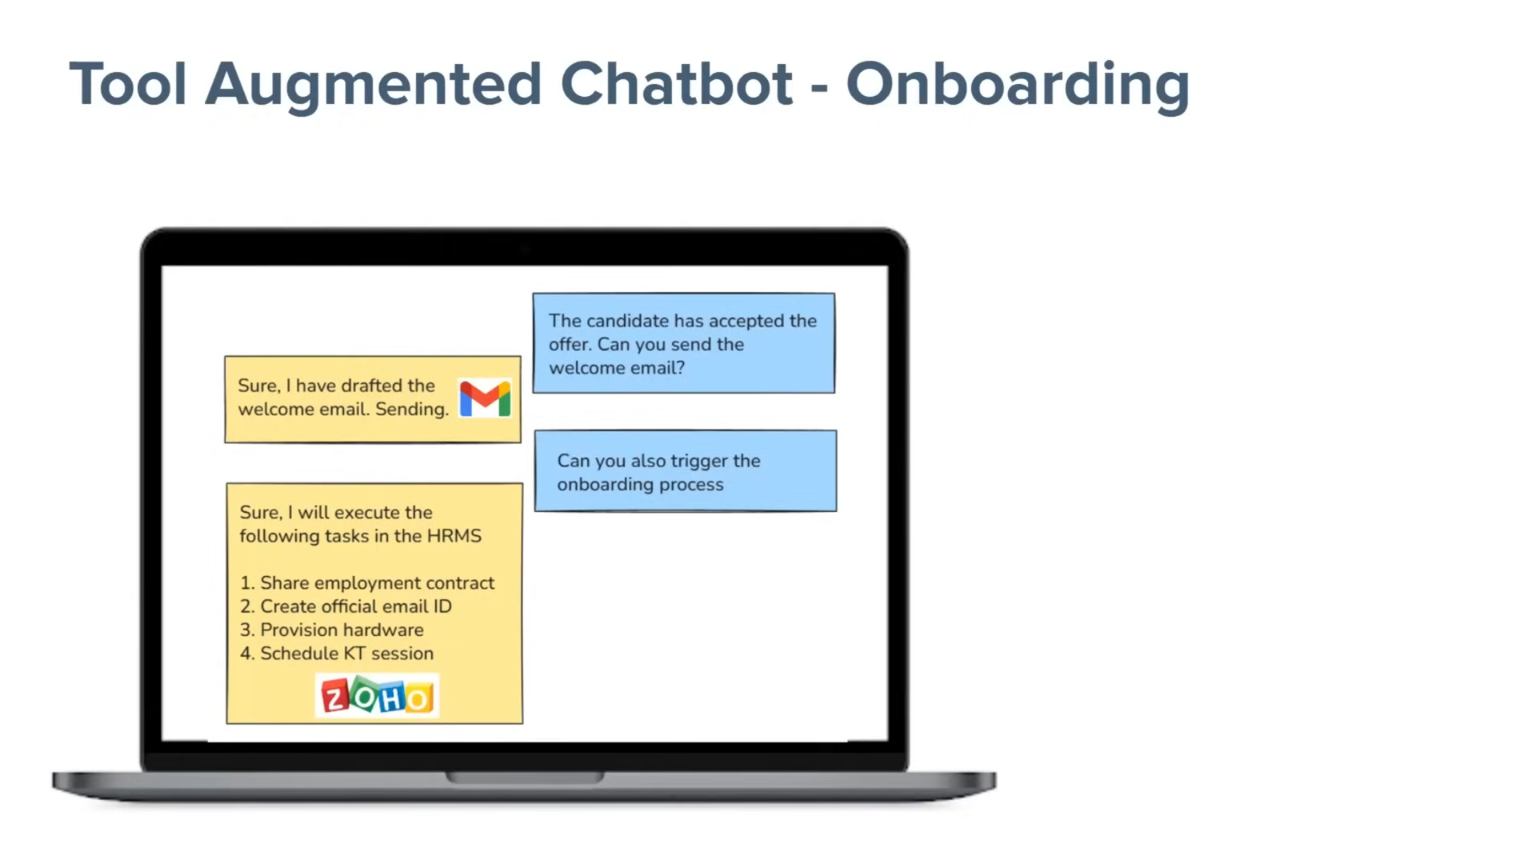 Tool Augmented Chatbot - Onboarding
The candidate has accepted the
offer. Can you send the
welcome email?
Sure, I have drafted the
welcome email. Sending.
Can you also trigger the
onboarding process
Sure, I will execute the
following tasks in the HRMS
1. Share employment contract
2. Create official email ID
3. Provision hardware
4. Schedule KT session
ZOHO